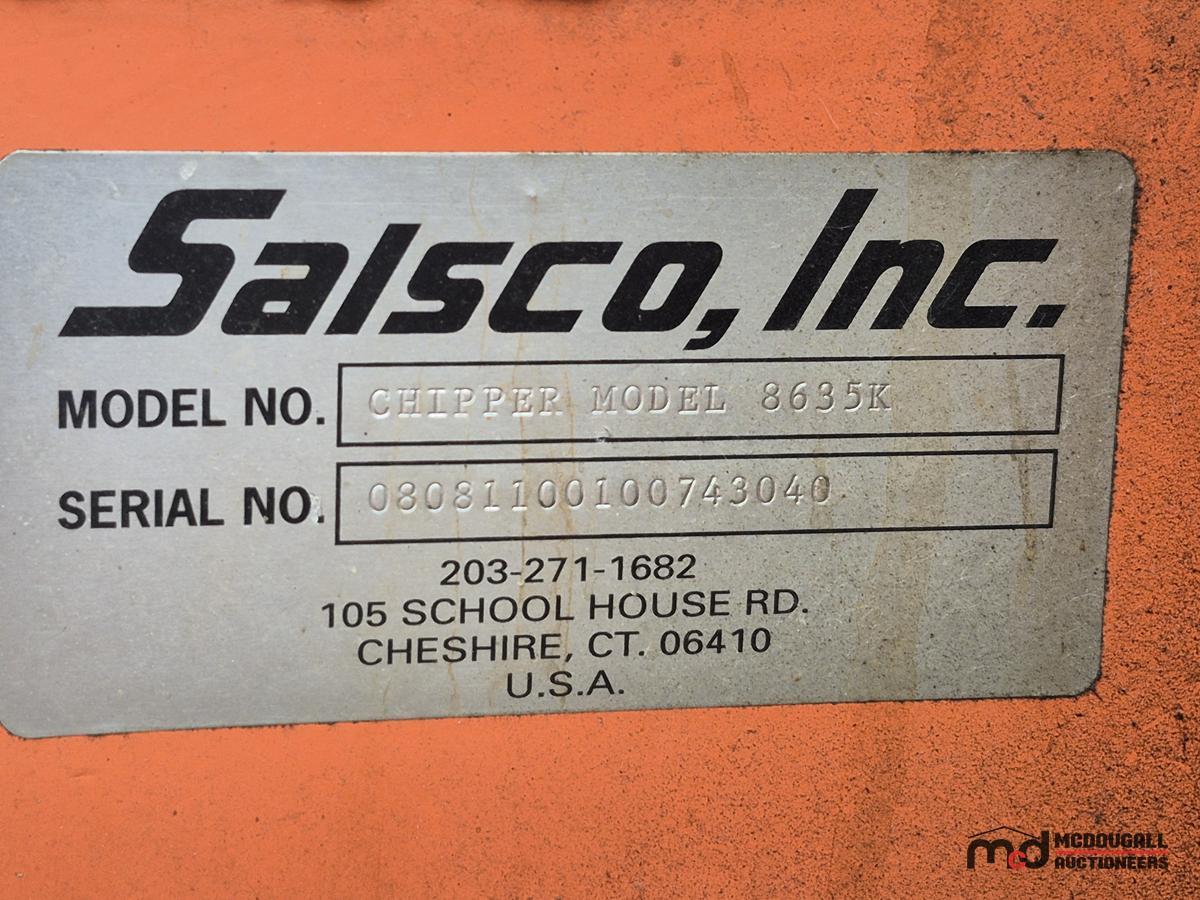 Salsco, Inc.
MODEL NO. CHIPPER MODEL 8635K
SERIAL NO. 08081100100743040
203-271-1682
105 SCHOOL HOUSE RD.
CHESHIRE, CT. 06410
U.S.A.
mcd MCDOUGALL
AUCTIONEERS